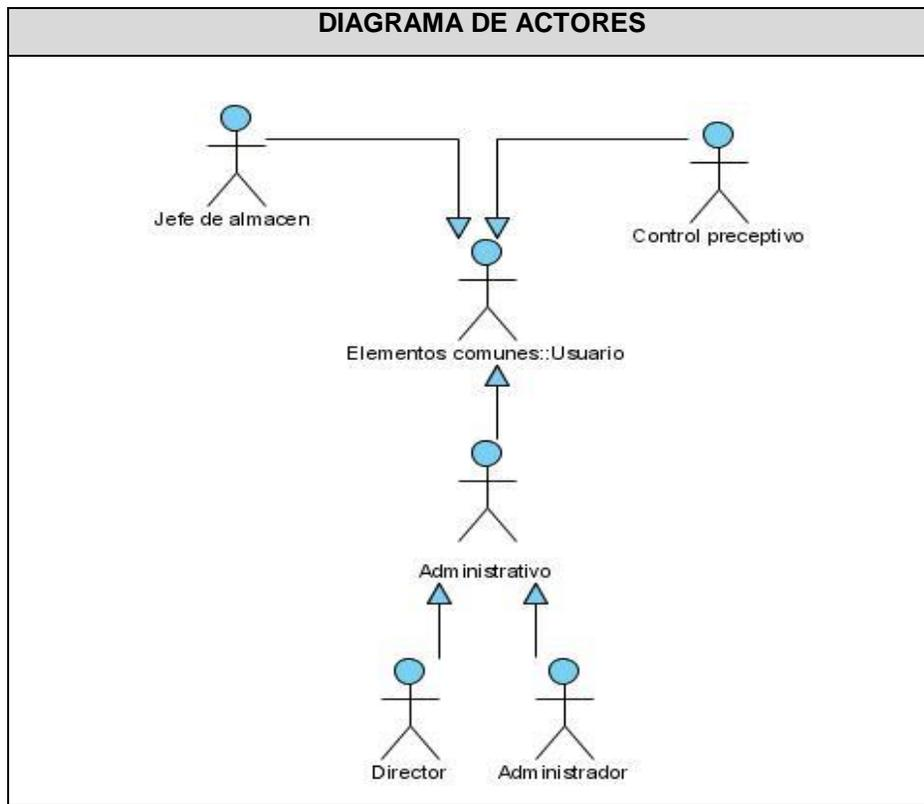 DIAGRAMA DE ACTORES
Jefe de almacen
Control preceptivo
Elementos comunes::Usuario
Administrativo
Director
Administrador